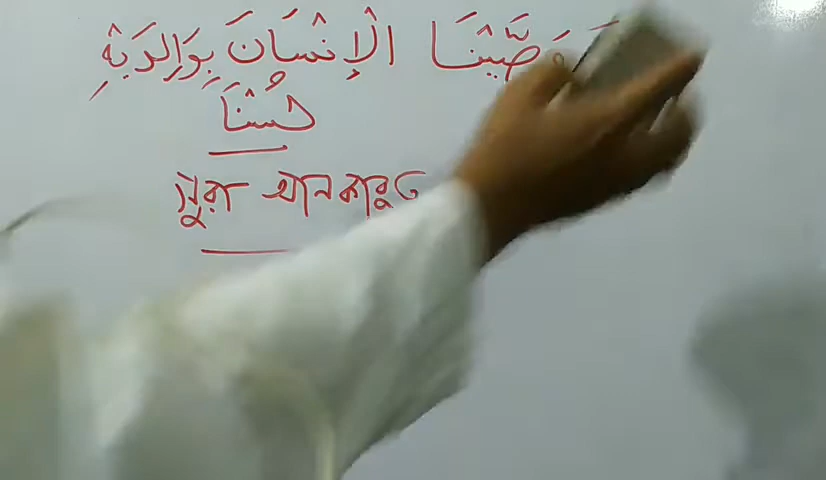 وَصَّيْنَا الْإِنْسَانَ بِوَالِدَيْهِ
حُسْنَا
সুরা আনকাবুত